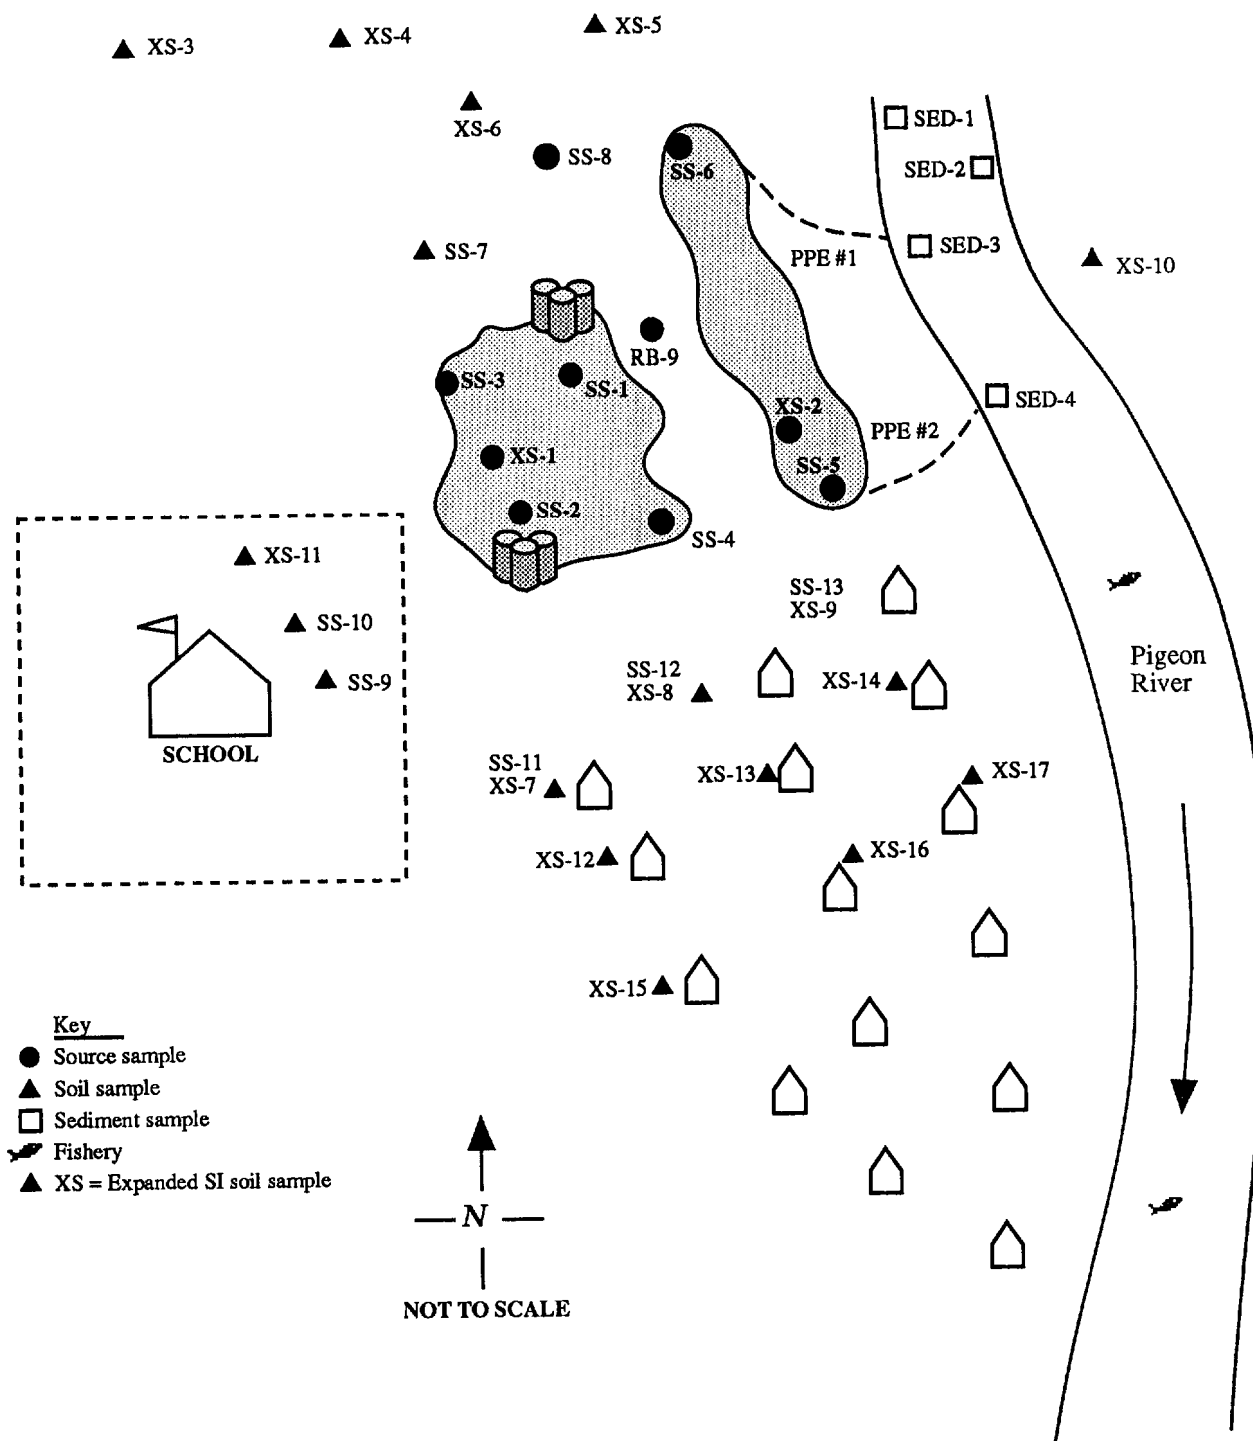 XS-3
XS-4
XS-5
XS-6
SS-8
SS-6
SED-1
SED-2
SED-3
PPE #1
XS-10
SS-7
RB-9
SS-3
SS-1
XS-2
PPE #2
SED-4
XS-1
SS-5
SS-2
SS-4
XS-11
SS-10
SS-9
SCHOOL
SS-13
XS-9
SS-12
XS-8
XS-14
Pigeon
River
SS-11
XS-7
XS-13
XS-17
XS-12
XS-16
XS-15
Key
Source sample
Soil sample
Sediment sample
Fishery
XS = Expanded SI soil sample
N
NOT TO SCALE